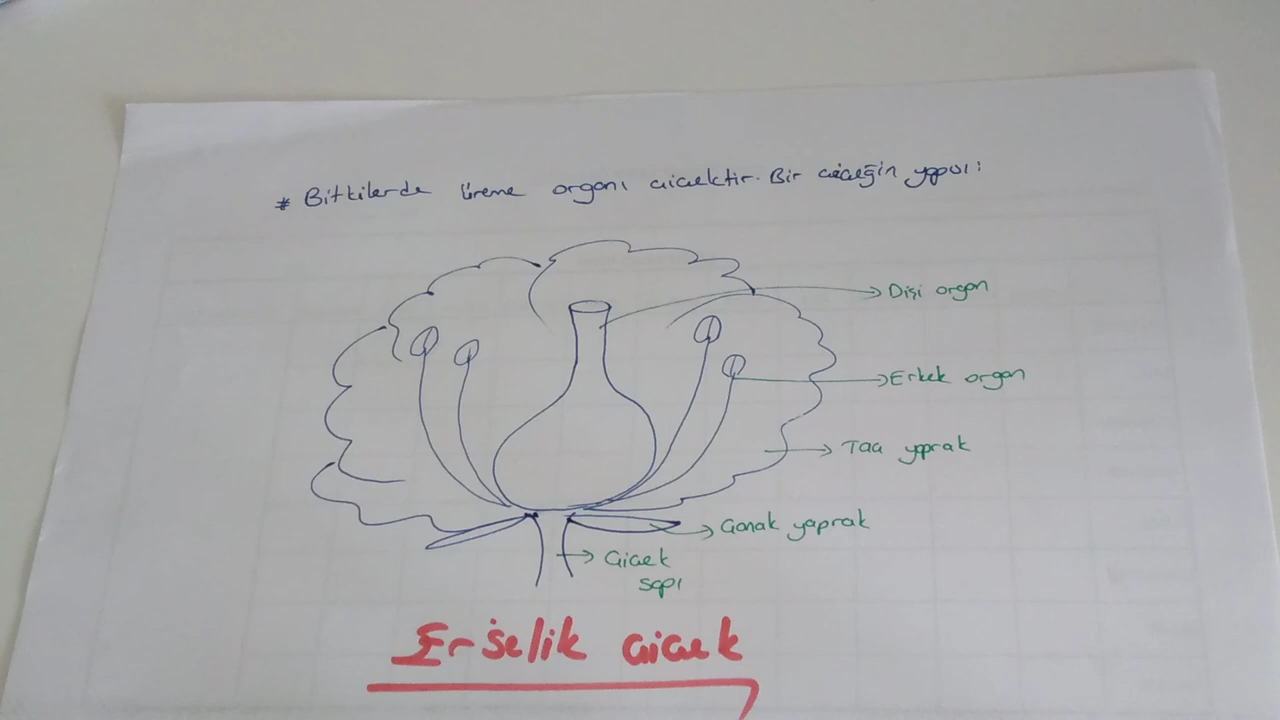 * Bitkilerde üreme organı çiçektir. Bir çiçeğin yapısı:
Dişi organ
Erkek organ
Taç yaprak
Çanak yaprak
Çiçek
sapı
Erselik çiçek